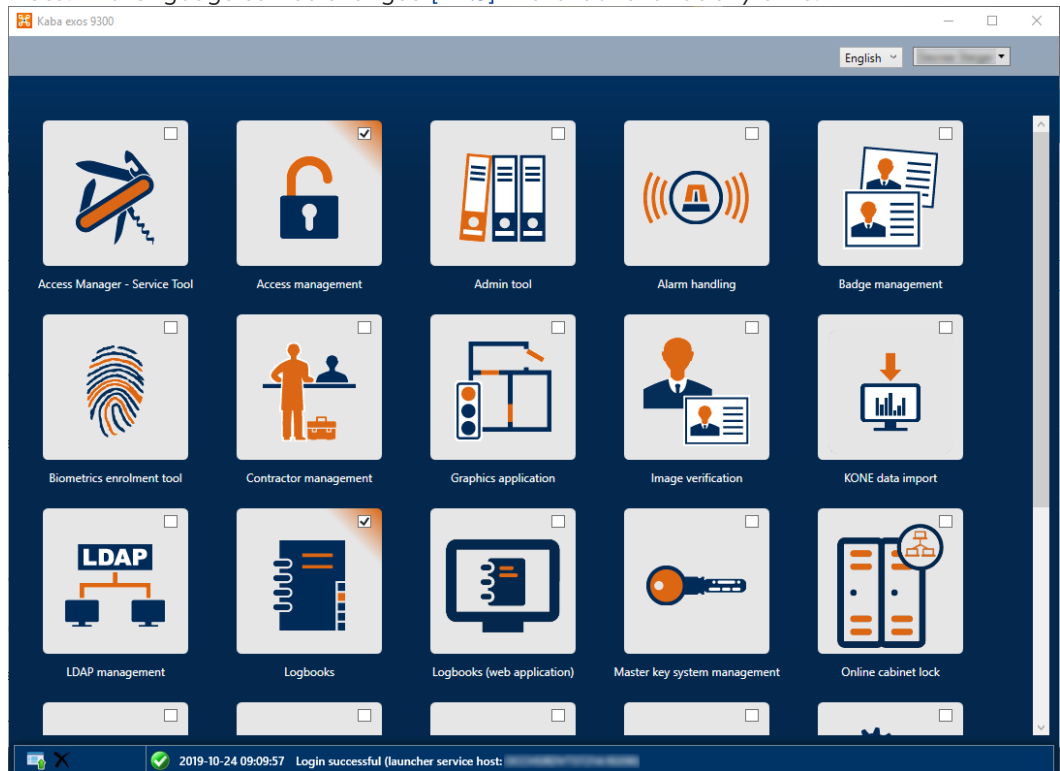 Kaba exos 9300
English
Access Manager - Service Tool
Access management
Admin tool
Alarm handling
Badge management
Biometrics enrolment tool
Contractor management
Graphics application
Image verification
KONE data import
LDAP
LDAP management
Logbooks
Logbooks (web application)
Master key system management
Online cabinet lock
2019-10-24 09:09:57 Login successful (launcher service host: